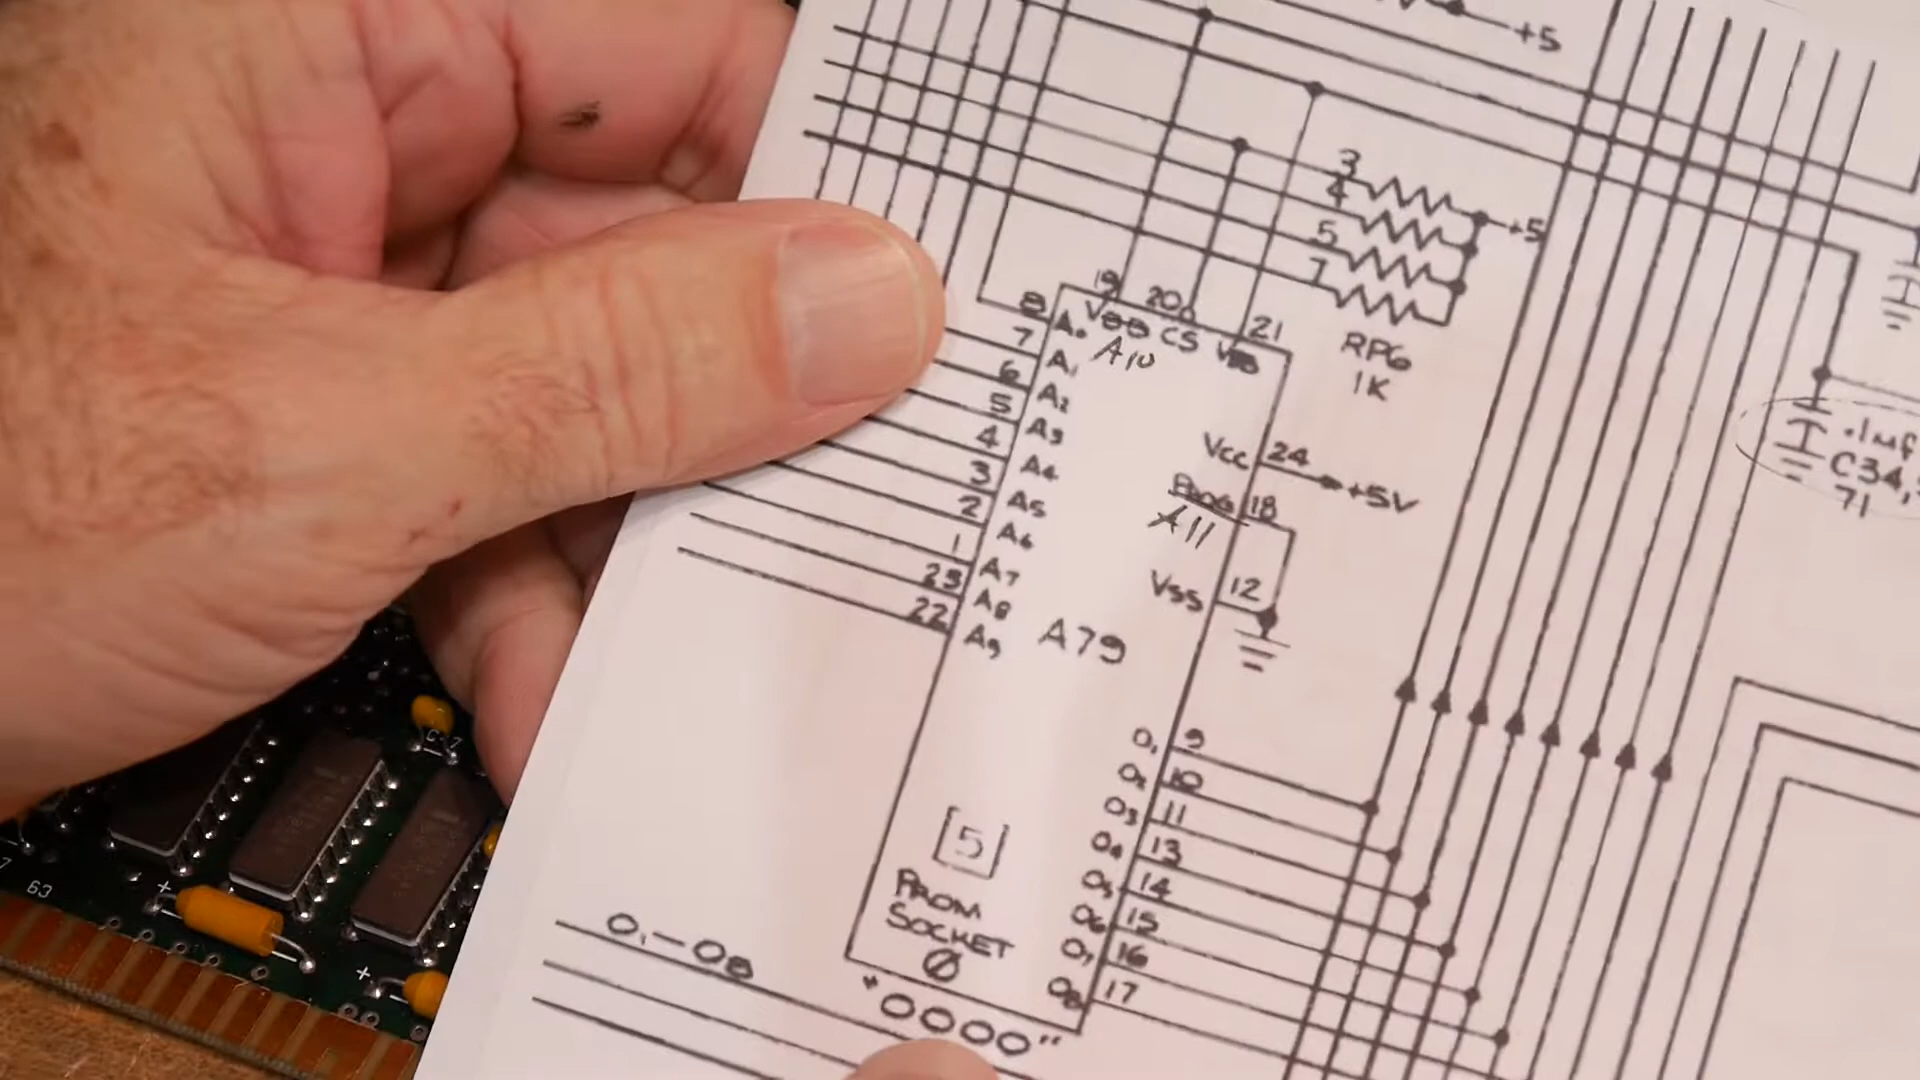 +5
3
4
5
7
+5
RP6
1K
19
20
21
8
7
6
5
4
3
2
1
23
22
A0
A1
A2
A3
A4
A5
A6
A7
A8
A9
VBB
CS
A10
Vcc
24
+5V
PROG
18
A11
Vss
12
A79
.1mf
C34,
71
O1
9
O2
10
O3
11
O4
13
O5
14
O6
15
O7
16
O8
17
[5]
PROM
SOCKET
Ø
"0000"
O1-O8
63
+
+